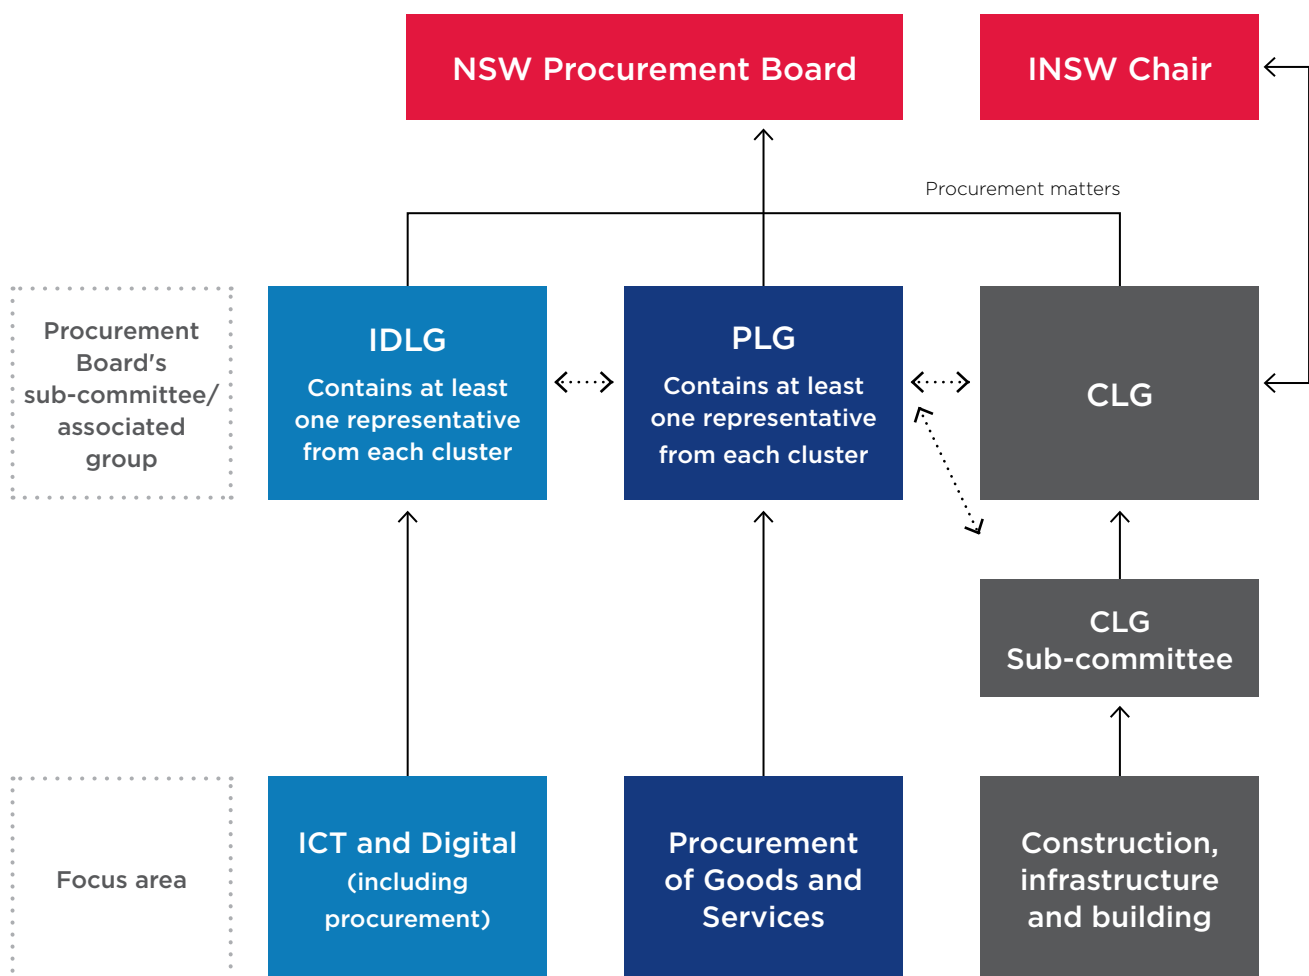 NSW Procurement Board
INSW Chair
Procurement matters
Procurement
Board's
sub-committee/
associated
group
IDLG
Contains at least
one representative
from each cluster
PLG
Contains at least
one representative
from each cluster
CLG
CLG
Sub-committee
Focus area
ICT and Digital
(including
procurement)
Procurement
of Goods and
Services
Construction,
infrastructure
and building